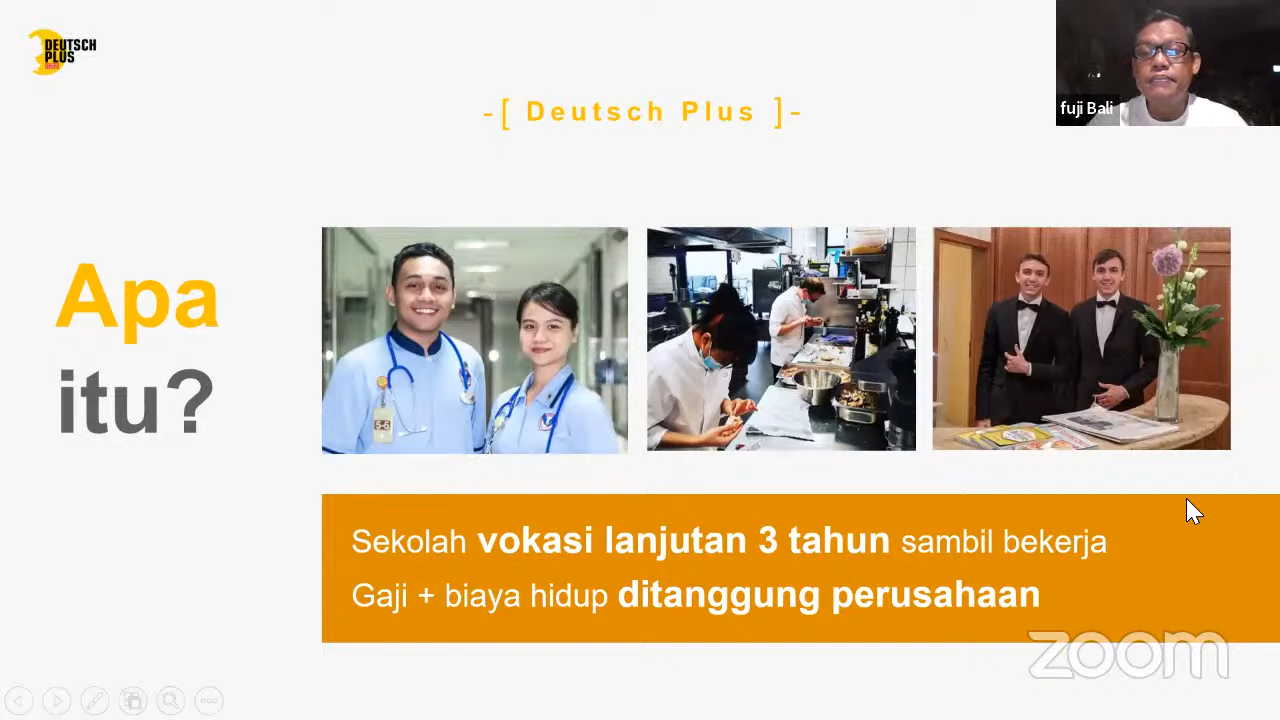 DEUTSCH
PLUS
-[ Deutsch Plus ]-
fuji Bali
Apa
itu?
S-6
Sekolah vokasi lanjutan 3 tahun sambil bekerja
Gaji + biaya hidup ditanggung perusahaan
zoom